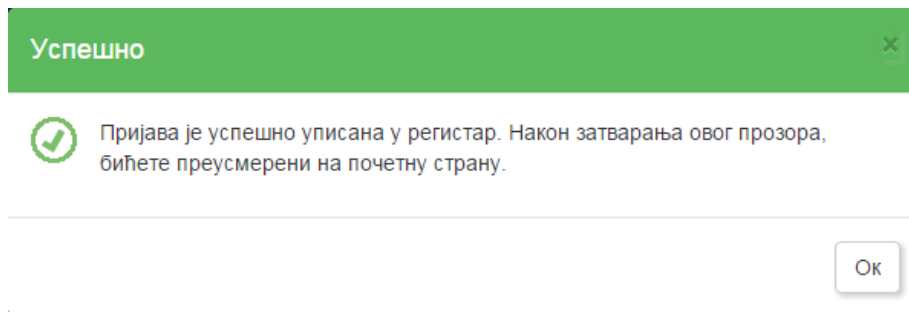 Успешно
×
Пријава је успешно уписана у регистар. Након затварања овог прозора,
бићете преусмерени на почетну страну.
Ок